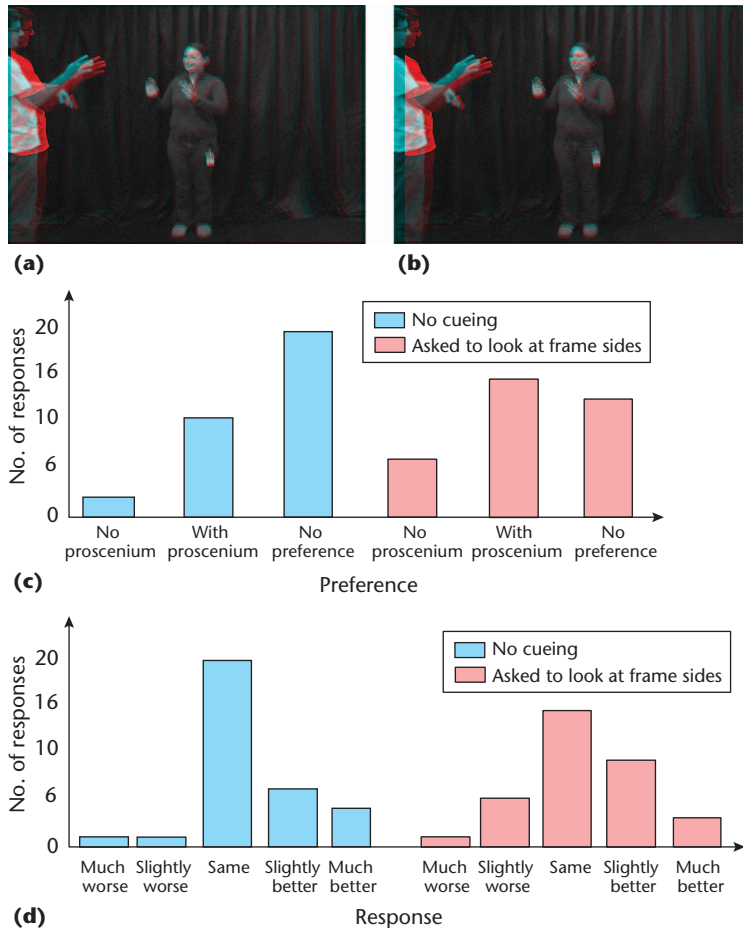 (a)
(b)
No. of responses
20
16
10
6
0
No cueing
Asked to look at frame sides
No proscenium
With proscenium
No preference
No proscenium
With proscenium
No preference
(c)
Preference
No. of responses
20
16
10
6
0
No cueing
Asked to look at frame sides
Much worse
Slightly worse
Same
Slightly better
Much better
Much worse
Slightly worse
Same
Slightly better
Much better
(d)
Response